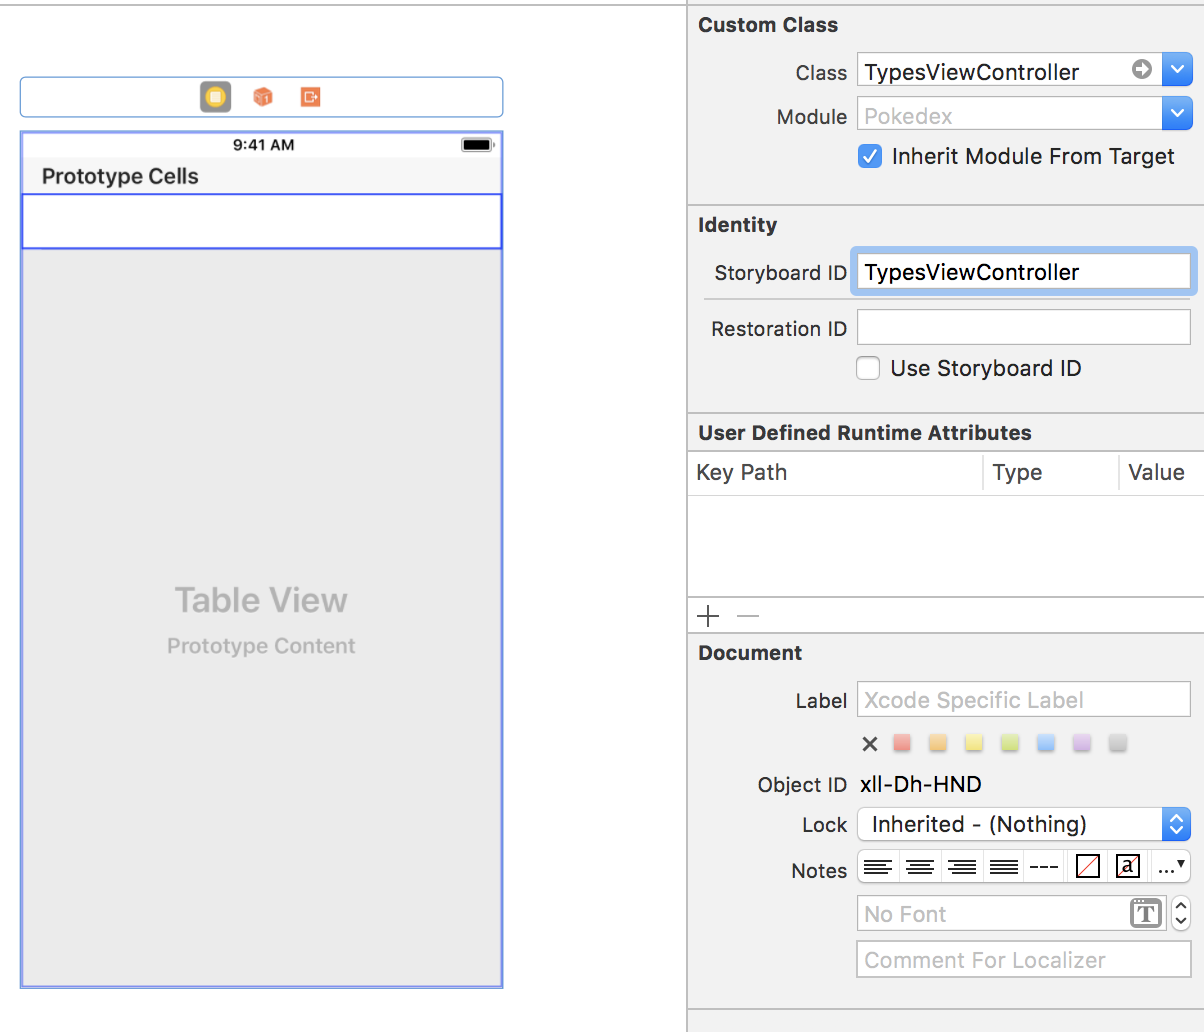 9:41 AM
Prototype Cells
Table View
Prototype Content
Custom Class
Class TypesViewController
Module Pokedex
Inherit Module From Target
Identity
Storyboard ID TypesViewController
Restoration ID
Use Storyboard ID
User Defined Runtime Attributes
Key Path Type Value
Document
Label Xcode Specific Label
Object ID xll-Dh-HND
Lock Inherited - (Nothing)
Notes a ...
No Font T
Comment For Localizer